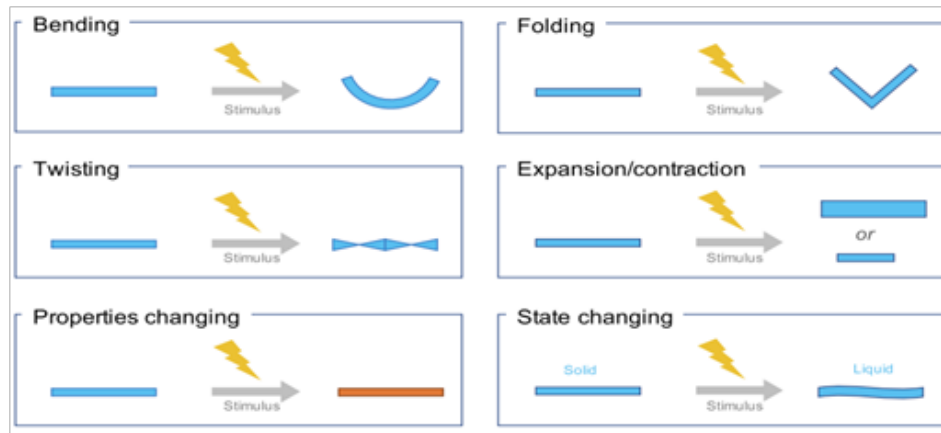 Bending
Stimulus
Folding
Stimulus
Twisting
Stimulus
Expansion/contraction
Stimulus
or
Properties changing
Stimulus
State changing
Solid
Stimulus
Liquid